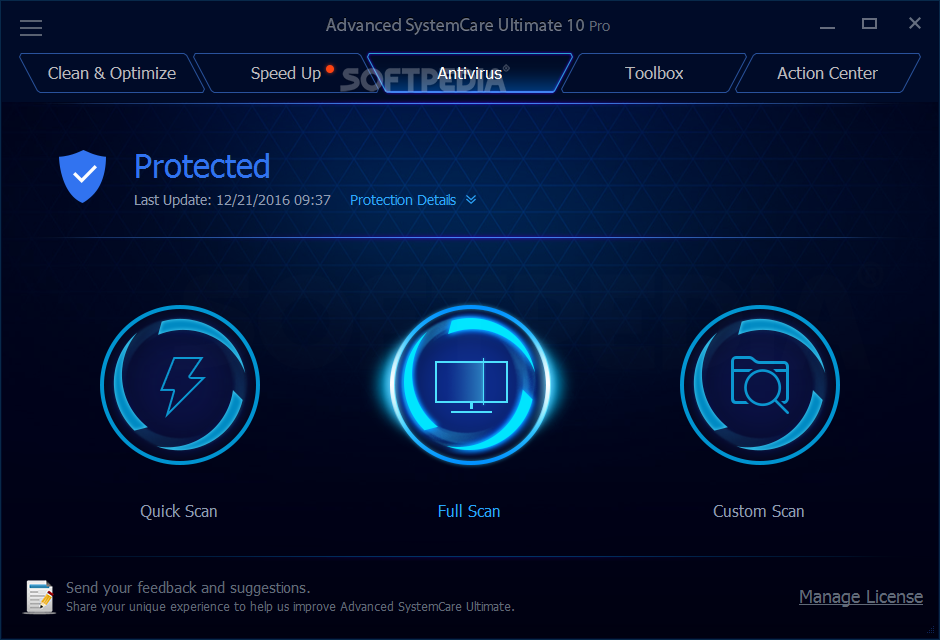 Advanced SystemCare Ultimate 10 Pro
Clean & Optimize
Speed Up
SOFTPEDIA®
Antivirus
Toolbox
Action Center
Protected
Last Update: 12/21/2016 09:37 Protection Details
SOFTPEDIA®
Quick Scan
Full Scan
Custom Scan
Send your feedback and suggestions.
Share your unique experience to help us improve Advanced SystemCare Ultimate.
Manage License